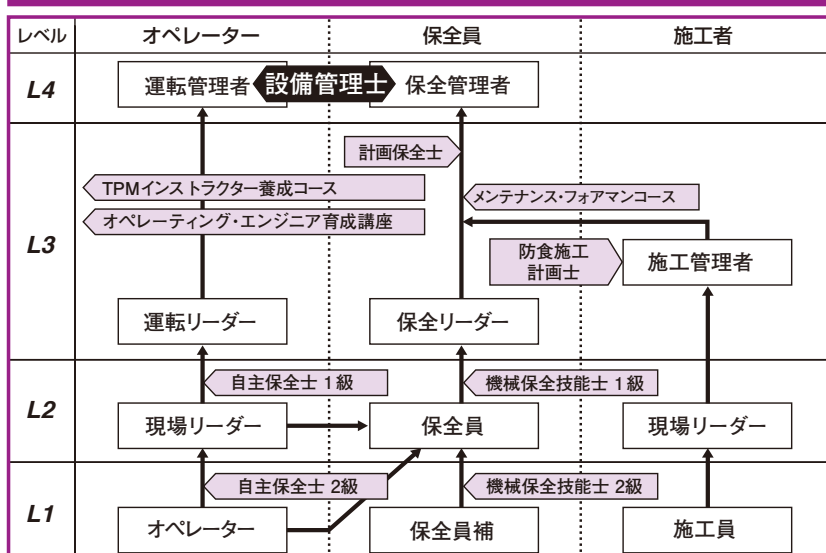 レベル
オペレーター
保全員
施工者
L4
運転管理者
設備管理士
保全管理者
L3
計画保全士
TPMインストラクター養成コース
メンテナンス・フォアマンコース
オペレーティング・エンジニア育成講座
防食施工
計画士
施工管理者
運転リーダー
保全リーダー
L2
自主保全士 1級
機械保全技能士 1級
現場リーダー
保全員
現場リーダー
L1
自主保全士 2級
機械保全技能士 2級
オペレーター
保全員補
施工員